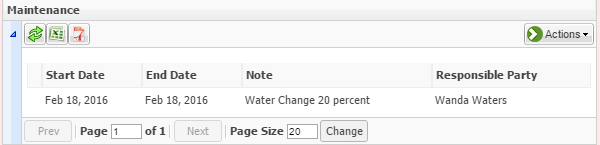 Maintenance
Actions
Start Date End Date Note Responsible Party
Feb 18, 2016 Feb 18, 2016 Water Change 20 percent Wanda Waters
Prev Page 1 of 1 Next Page Size 20 Change